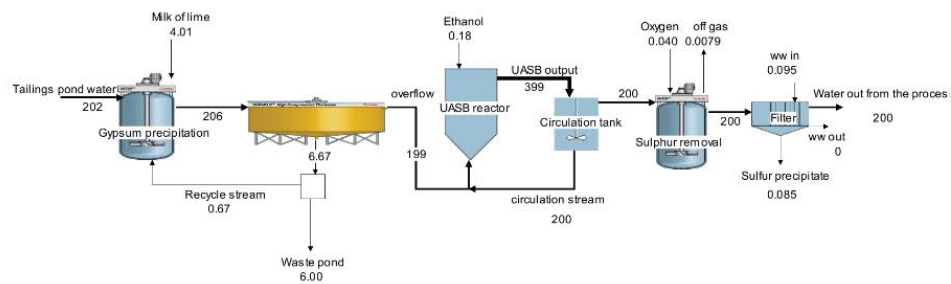 Milk of lime
4.01
Tailings pond water
202
Gypsum precipitation
206
Recycle stream
0.67
6.67
Waste pond
6.00
overflow
199
Ethanol
0.18
UASB reactor
UASB output
399
Circulation tank
circulation stream
200
200
Oxygen
0.040
off gas
0.0079
Sulphur removal
200
ww in
0.095
Filter
Water out from the proces
200
ww out
0
Sulfur precipitate
0.085